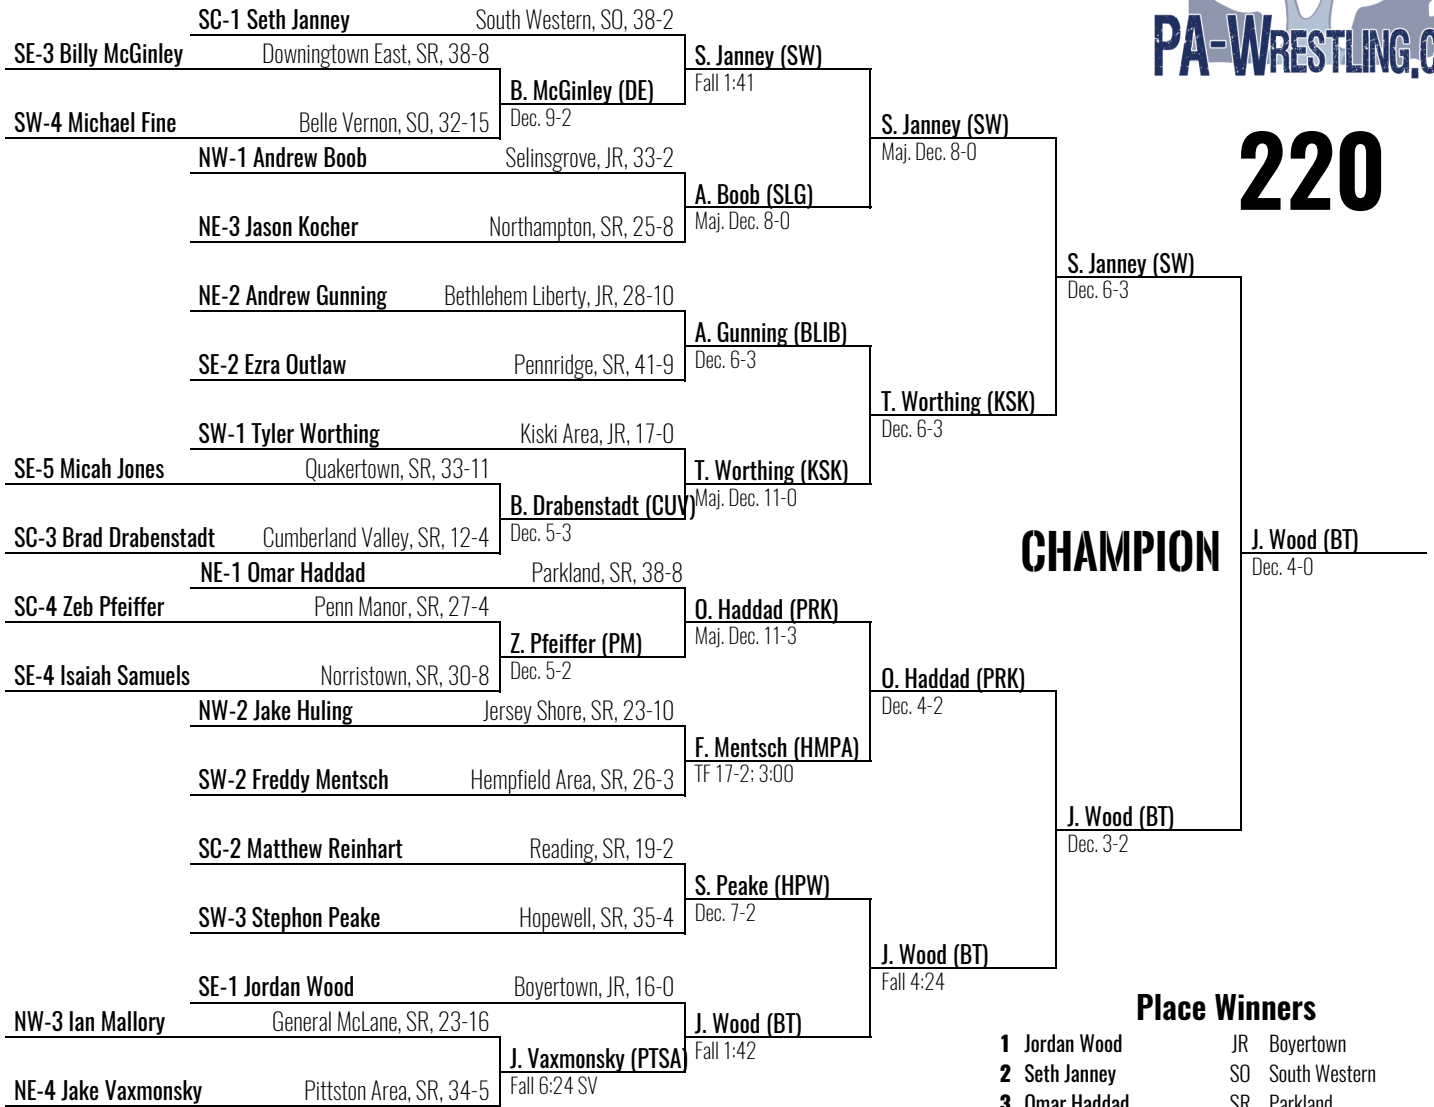 SC-1 Seth Janney South Western, SO, 38-2
SE-3 Billy McGinley Downingtown East, SR, 38-8
S. Janney (SW)
Fall 1:41
B. McGinley (DE)
Dec. 9-2
SW-4 Michael Fine Belle Vernon, SO, 32-15
S. Janney (SW)
Maj. Dec. 8-0
NW-1 Andrew Boob Selinsgrove, JR, 33-2
A. Boob (SLG)
Maj. Dec. 8-0
NE-3 Jason Kocher Northampton, SR, 25-8
PA-WRESTLING.C
220
S. Janney (SW)
Dec. 6-3
NE-2 Andrew Gunning Bethlehem Liberty, JR, 28-10
A. Gunning (BLIB)
Dec. 6-3
SE-2 Ezra Outlaw Pennridge, SR, 41-9
T. Worthing (KSK)
Dec. 6-3
SW-1 Tyler Worthing Kiski Area, JR, 17-0
SE-5 Micah Jones Quakertown, SR, 33-11
T. Worthing (KSK)
Maj. Dec. 11-0
B. Drabenstadt (CUV)
Dec. 5-3
SC-3 Brad Drabenstadt Cumberland Valley, SR, 12-4
CHAMPION
J. Wood (BT)
Dec. 4-0
NE-1 Omar Haddad Parkland, SR, 38-8
SC-4 Zeb Pfeiffer Penn Manor, SR, 27-4
O. Haddad (PRK)
Maj. Dec. 11-3
Z. Pfeiffer (PM)
Dec. 5-2
SE-4 Isaiah Samuels Norristown, SR, 30-8
O. Haddad (PRK)
Dec. 4-2
NW-2 Jake Huling Jersey Shore, SR, 23-10
F. Mentsch (HMPA)
TF 17-2; 3:00
SW-2 Freddy Mentsch Hempfield Area, SR, 26-3
J. Wood (BT)
Dec. 3-2
SC-2 Matthew Reinhart Reading, SR, 19-2
S. Peake (HPW)
Dec. 7-2
SW-3 Stephon Peake Hopewell, SR, 35-4
J. Wood (BT)
Fall 4:24
SE-1 Jordan Wood Boyertown, JR, 16-0
NW-3 Ian Mallory General McLane, SR, 23-16
J. Wood (BT)
Fall 1:42
J. Vaxmonsky (PTSA)
Fall 6:24 SV
NE-4 Jake Vaxmonsky Pittston Area, SR, 34-5
Place Winners
1 Jordan Wood JR Boyertown
2 Seth Janney SO South Western
3 Omar Haddad SR Parkland